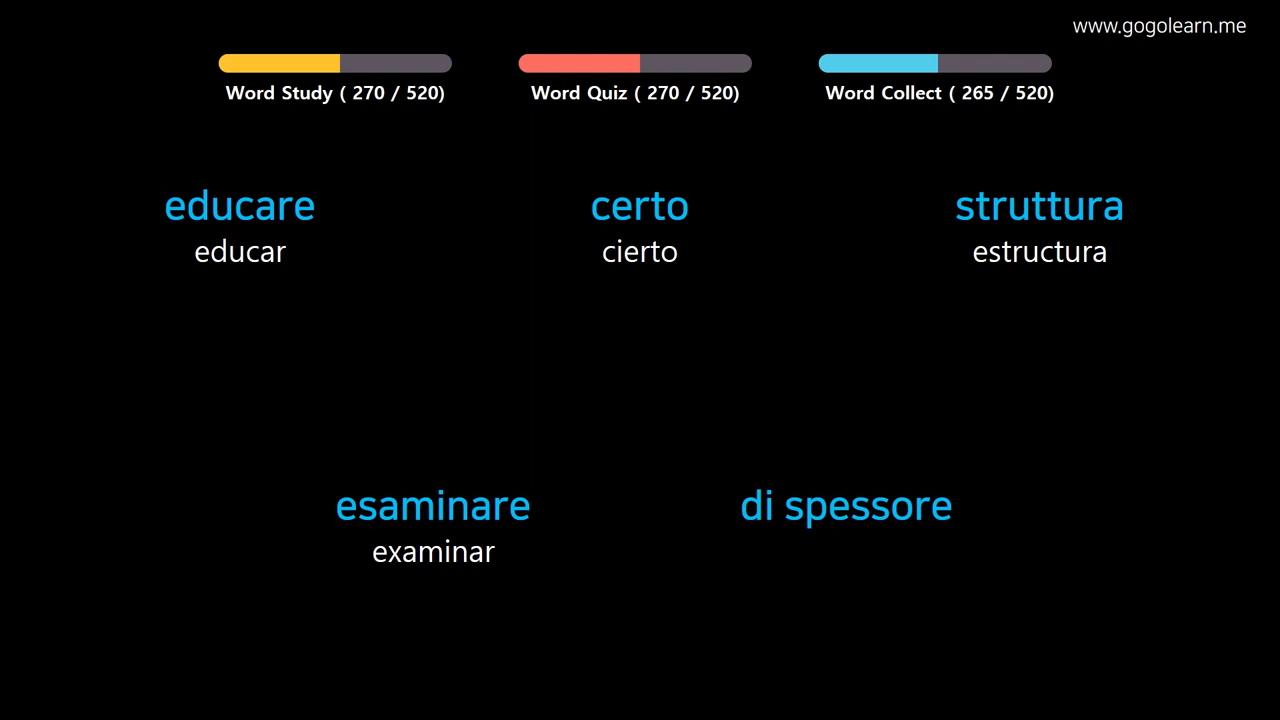 www.gogolearn.me
Word Study ( 270 / 520)
Word Quiz ( 270 / 520)
Word Collect ( 265 / 520)
educare
educar
certo
cierto
struttura
estructura
esaminare
examinar
di spessore